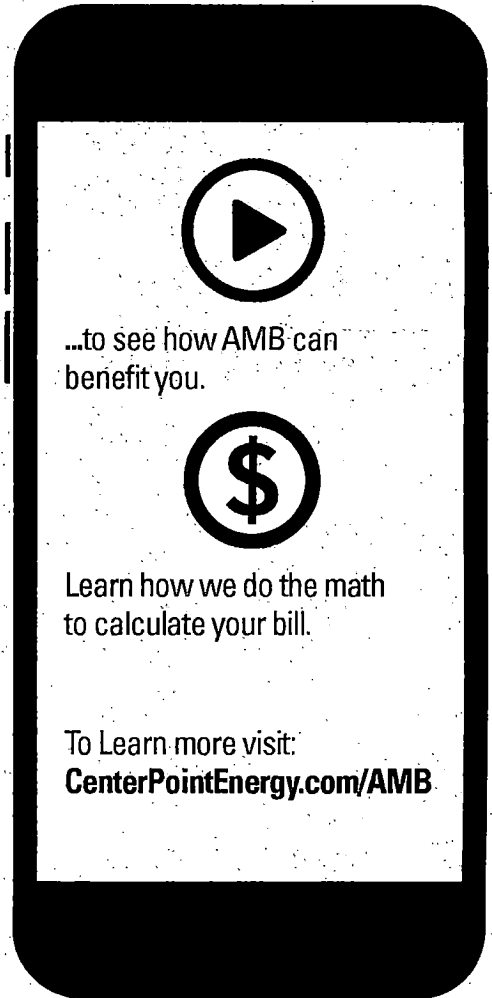 ...to see how AMB can
benefit you.
$
Learn how we do the math
to calculate your bill.
To Learn more visit:
CenterPointEnergy.com/AMB